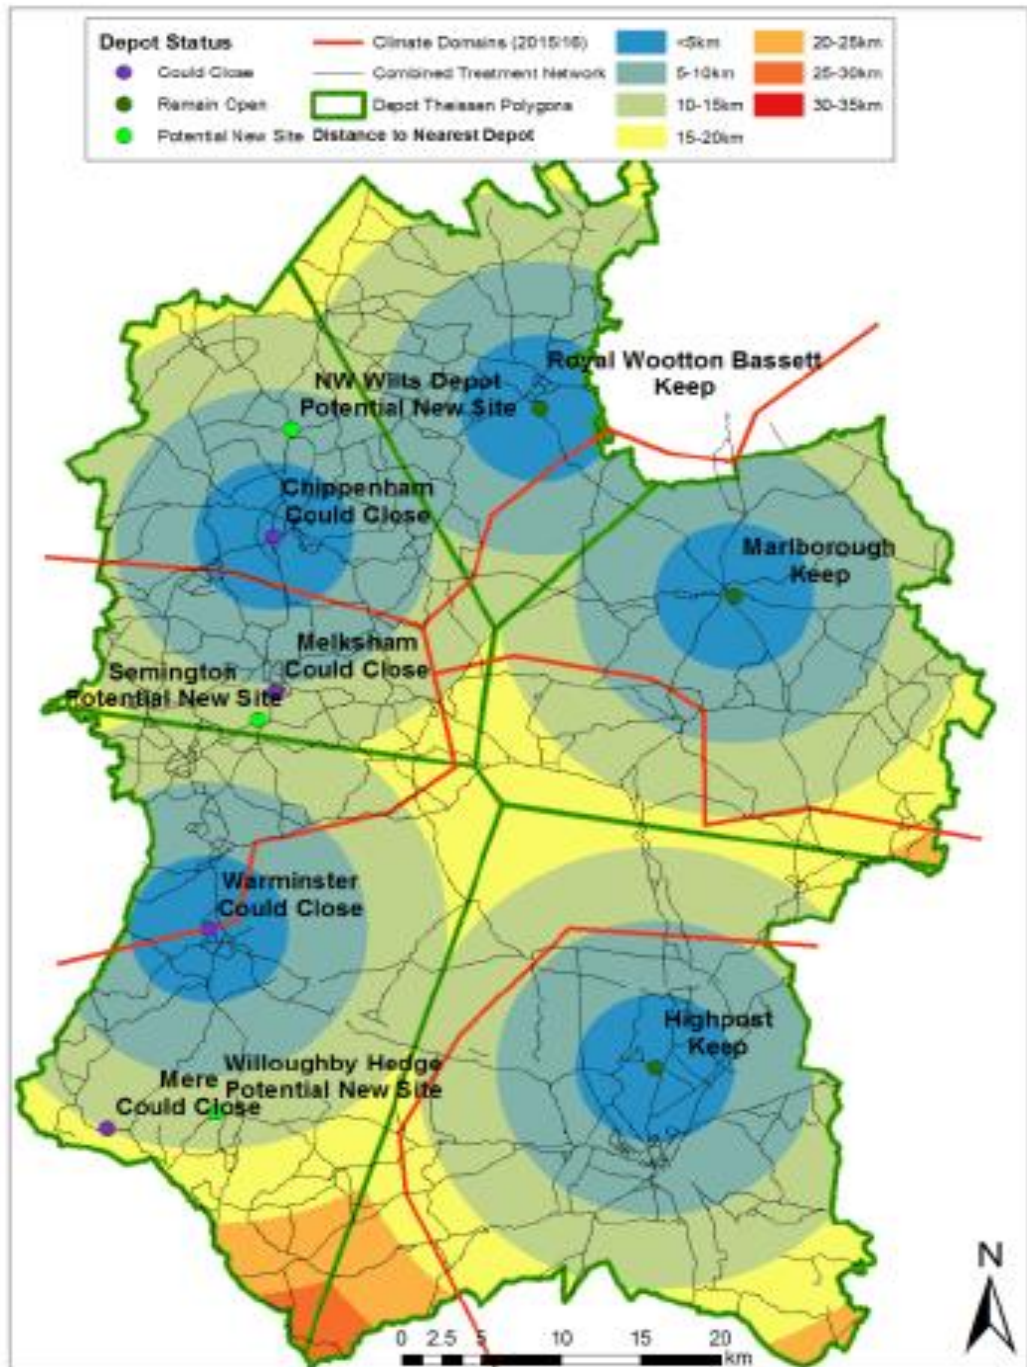 Depot Status
Could Close
Remain Open
Potential New Site
Climate Domains (2015/16)
Combined Treatment Network
Depot Theissen Polygons
Distance to Nearest Depot
<5km
5-10km
10-15km
15-20km
20-25km
25-30km
30-35km
Royal Wootton Bassett
Keep
NW Wilts Depot
Potential New Site
Chippenham
Could Close
Marlborough
Keep
Melksham
Could Close
Semington
Potential New Site
Warminster
Could Close
Highpost
Keep
Willoughby Hedge
Potential New Site
Mere
Could Close
N
0 2.5 5 10 15 20
km